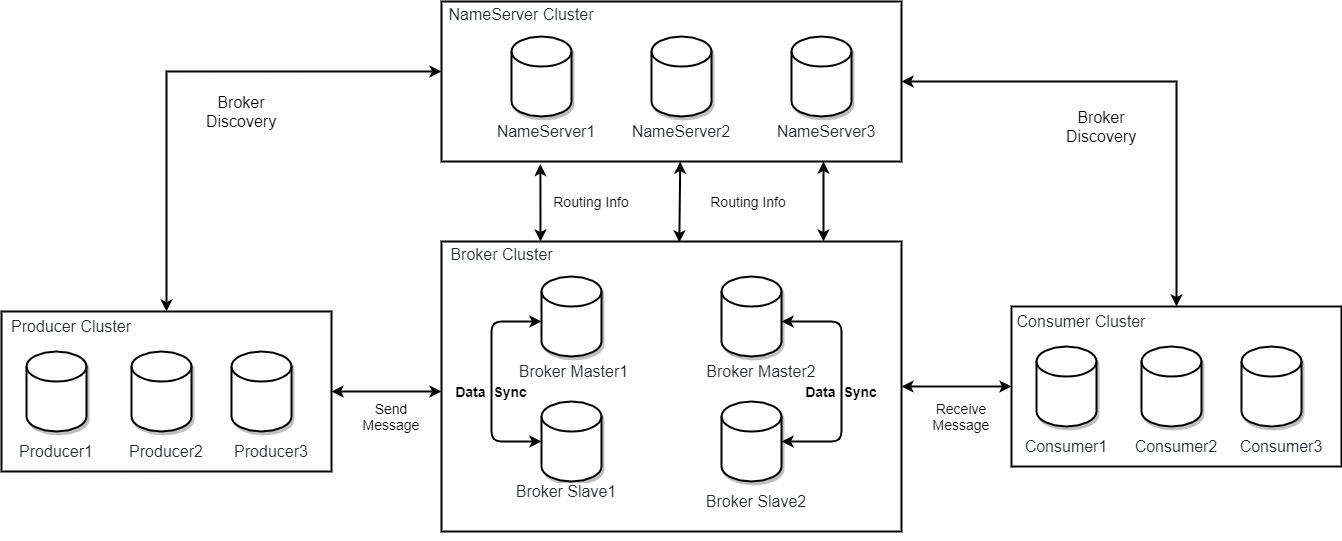 NameServer Cluster
NameServer1
NameServer2
NameServer3
Broker
Discovery
Broker
Discovery
Routing Info
Routing Info
Broker Cluster
Broker Master1
Broker Master2
Data Sync
Data Sync
Broker Slave1
Broker Slave2
Producer Cluster
Producer1
Producer2
Producer3
Send
Message
Receive
Message
Consumer Cluster
Consumer1
Consumer2
Consumer3